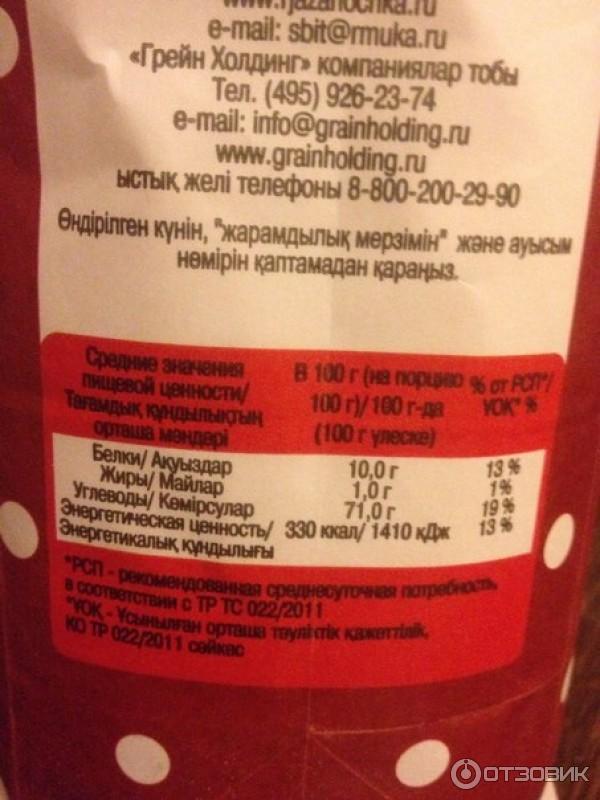 www.rjazanochka.ru
e-mail: sbit@rmuka.ru
«Грейн Холдинг» компаниялар тобы
Тел. (495) 926-23-74
e-mail: info@grainholding.ru
www.grainholding.ru
ыстық желі телефоны 8-800-200-29-90
Өндірілген күнін, "жарамдылық мерзімін" және ауысым
нөмірін қаптамадан қараңыз.
Средние значения
пищевой ценности/
Тағамдық құндылықтың
орташа мәндері
В 100 г (на порцию
100 г)/ 100 г-да
(100 г үлеске)
% от РСП*/
ҰОҚ* %
Белки/ Ақуыздар 10,0 г 13 %
Жиры/ Майлар 1,0 г 1%
Углеводы/ Көмірсулар 71,0 г 19 %
Энергетическая ценность/ 330 ккал/ 1410 кДж 13 %
Энергетикалық құндылығы
*РСП - рекомендованная среднесуточная потребность,
в соответствии с ТР ТС 022/2011
*ҰОҚ - Ұсынылған орташа тәуліктік қажеттілік,
КО ТР 022/2011 сәйкес
ОТЗОВИК